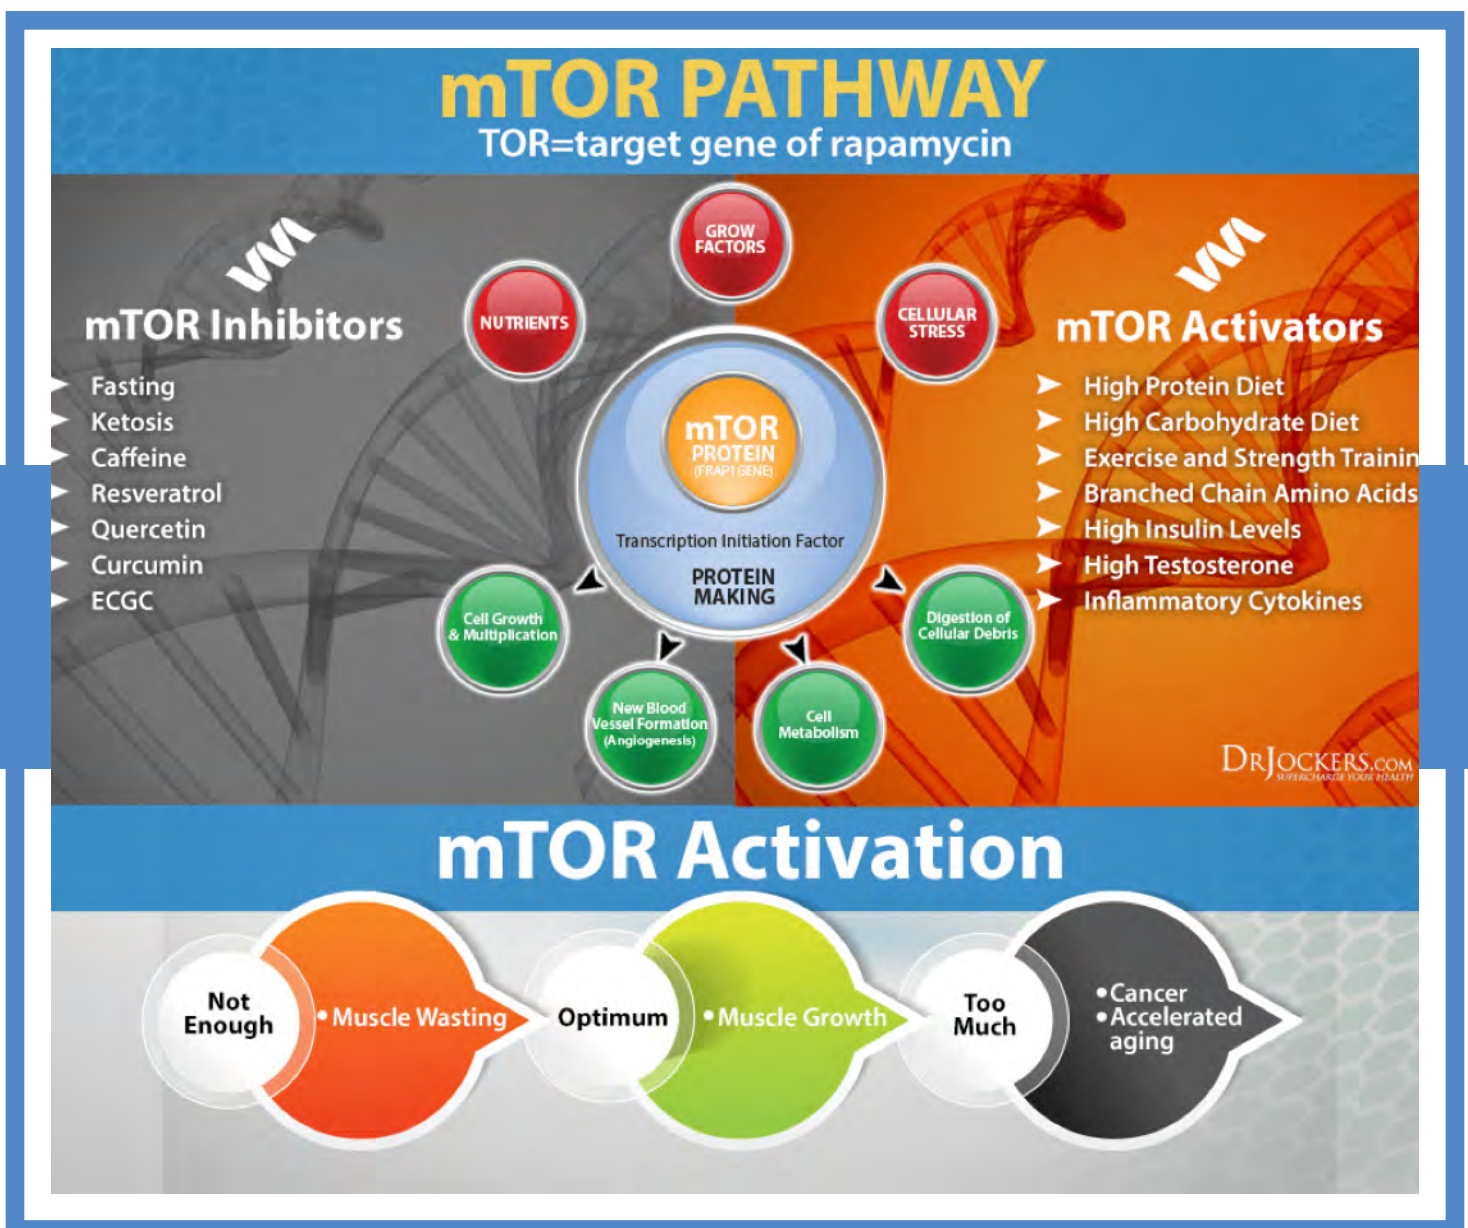 mTOR PATHWAY
TOR=target gene of rapamycin
mTOR Inhibitors
Fasting
Ketosis
Caffeine
Resveratrol
Quercetin
Curcumin
ECGC
GROW
FACTORS
NUTRIENTS
CELLULAR
STRESS
mTOR
PROTEIN
(FRAPI GENE)
Transcription Initiation Factor
PROTEIN
MAKING
Cell Growth
& Multiplication
New Blood
Vessel Formation
(Angiogenesis)
Cell
Metabolism
Digestion of
Cellular Debris
mTOR Activators
High Protein Diet
High Carbohydrate Diet
Exercise and Strength Trainin
Branched Chain Amino Acids
High Insulin Levels
High Testosterone
Inflammatory Cytokines
DRJOCKERS.COM
SUPERCHARGE YOUR HEALTH
mTOR Activation
Not
Enough
• Muscle Wasting
Optimum
• Muscle Growth
Too
Much
• Cancer
• Accelerated
aging